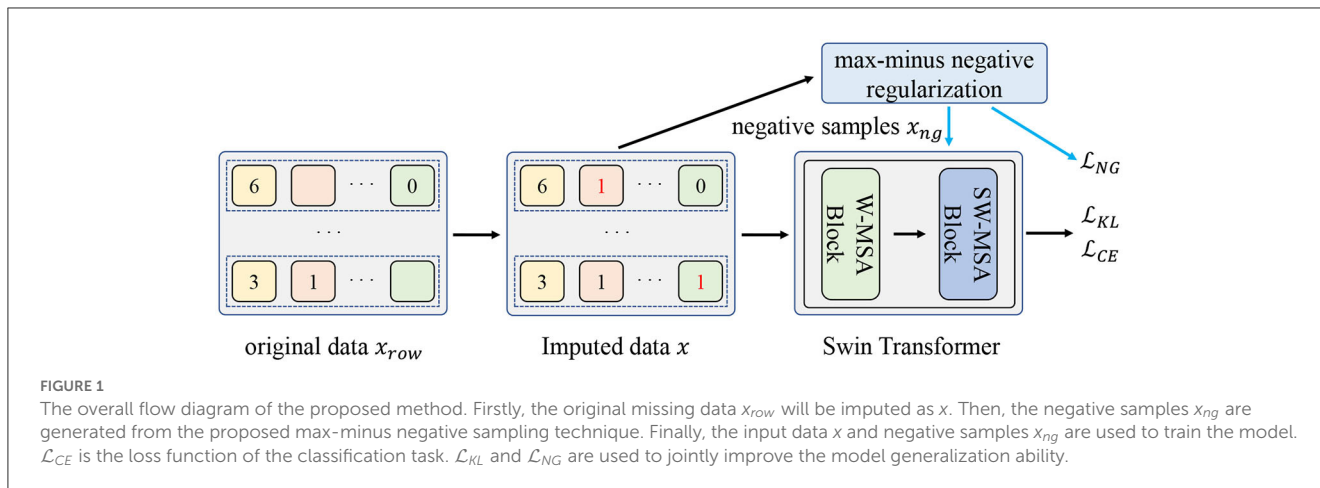 max-minus negative
regularization
negative samples x_ng
6 · · · 0
· · ·
3 1 · · ·
original data x_row
6 1 · · · 0
· · ·
3 1 · · · 1
Imputed data x
W-MSA
Block
SW-MSA
Block
Swin Transformer
ℒ_NG
ℒ_KL
ℒ_CE
FIGURE 1
The overall flow diagram of the proposed method. Firstly, the original missing data x_row will be imputed as x. Then, the negative samples x_ng are
generated from the proposed max-minus negative sampling technique. Finally, the input data x and negative samples x_ng are used to train the model.
ℒ_CE is the loss function of the classification task. ℒ_KL and ℒ_NG are used to jointly improve the model generalization ability.